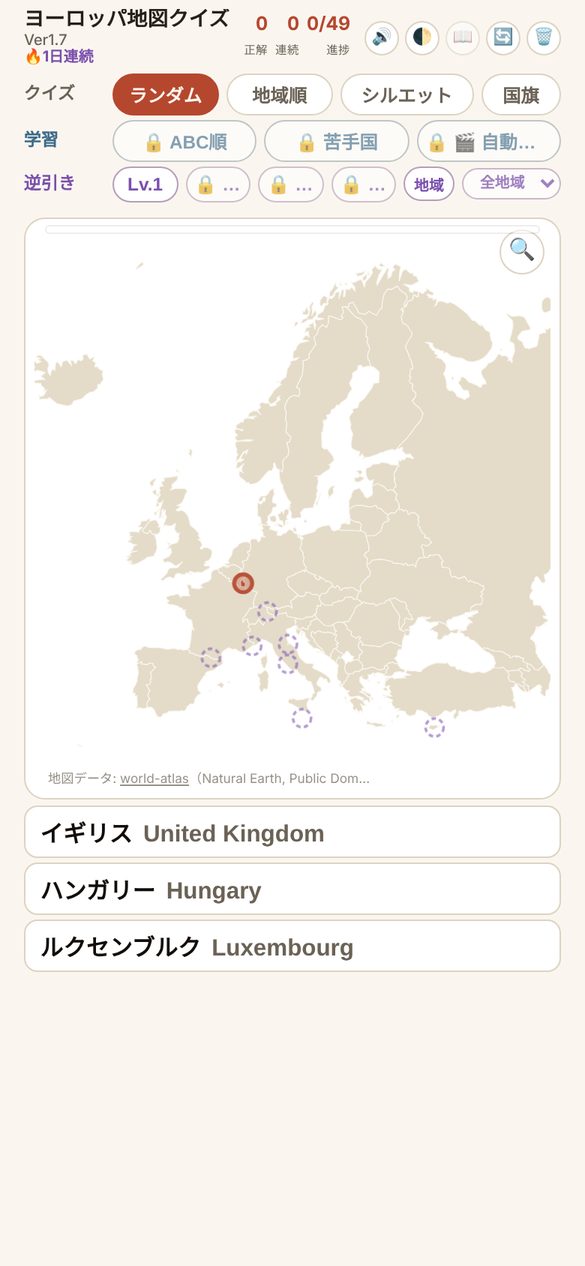 ヨーロッパ地図クイズ
Ver1.7
🔥1日連続
0 0 0/49
正解 連続 進捗
クイズ ランダム 地域順 シルエット 国旗
学習 🔒 ABC順 🔒 苦手国 🔒 🎬 自動...
逆引き Lv.1 🔒 ... 🔒 ... 🔒 ... 地域 全地域
地図データ: world-atlas（Natural Earth, Public Dom...
イギリス United Kingdom
ハンガリー Hungary
ルクセンブルク Luxembourg